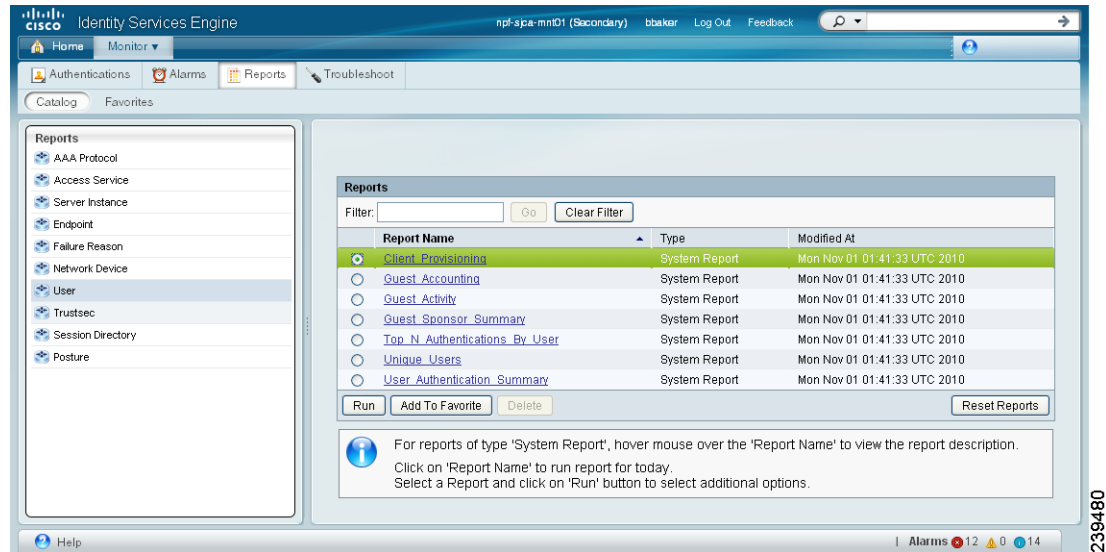 cisco Identity Services Engine npf-sjca-mnt01 (Secondary) bbaker Log Out Feedback
Home Monitor
Authentications Alarms Reports Troubleshoot
Catalog Favorites
Reports
AAA Protocol
Access Service
Server Instance
Endpoint
Failure Reason
Network Device
User
Trustsec
Session Directory
Posture
Reports
Filter: Go Clear Filter
Report Name Type Modified At
Client_Provisioning System Report Mon Nov 01 01:41:33 UTC 2010
Guest_Accounting System Report Mon Nov 01 01:41:33 UTC 2010
Guest_Activity System Report Mon Nov 01 01:41:33 UTC 2010
Guest_Sponsor_Summary System Report Mon Nov 01 01:41:33 UTC 2010
Top_N_Authentications_By_User System Report Mon Nov 01 01:41:33 UTC 2010
Unique_Users System Report Mon Nov 01 01:41:33 UTC 2010
User_Authentication_Summary System Report Mon Nov 01 01:41:33 UTC 2010
Run Add To Favorite Delete Reset Reports
For reports of type 'System Report', hover mouse over the 'Report Name' to view the report description.
Click on 'Report Name' to run report for today.
Select a Report and click on 'Run' button to select additional options.
Help | Alarms 12 0 14
239480